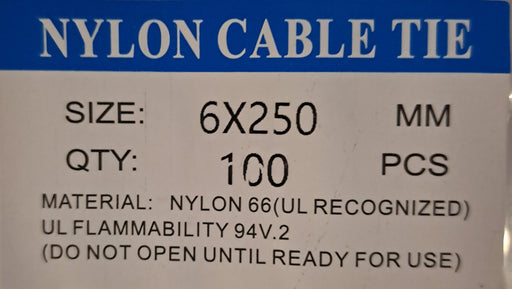 NYLON CABLE TIE
SIZE: 6X250 MM
QTY: 100 PCS
MATERIAL: NYLON 66(UL RECOGNIZED)
UL FLAMMABILITY 94V.2
(DO NOT OPEN UNTIL READY FOR USE)